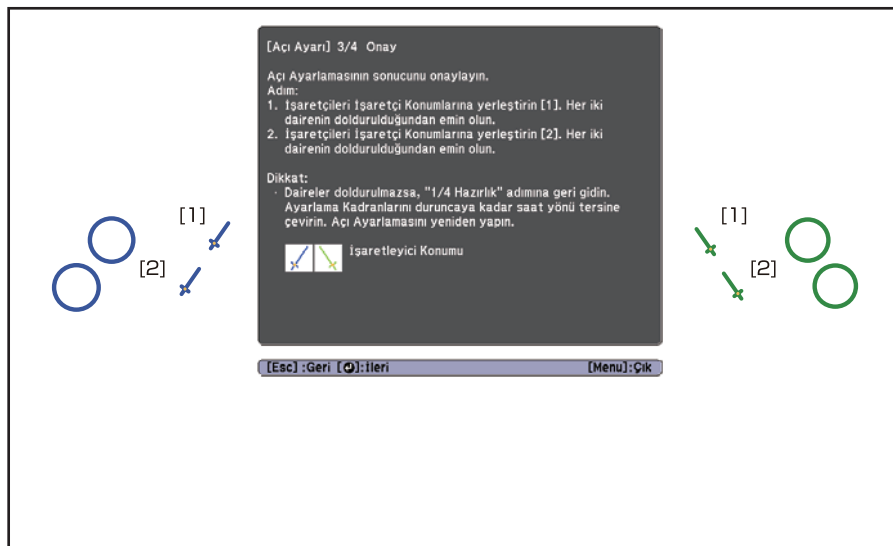 [Açı Ayarı] 3/4 Onay
Açı Ayarlamasının sonucunu onaylayın.
Adım:
1. İşaretçileri İşaretçi Konumlarına yerleştirin [1]. Her iki
dairenin doldurulduğundan emin olun.
2. İşaretçileri İşaretçi Konumlarına yerleştirin [2]. Her iki
dairenin doldurulduğundan emin olun.
Dikkat:
· Daireler doldurulmazsa, "1/4 Hazırlık" adımına geri gidin.
Ayarlama Kadranlarını duruncaya kadar saat yönü tersine
çevirin. Açı Ayarlamasını yeniden yapın.
İşaretleyici Konumu
[1]
[2]
[1]
[2]
[Esc] :Geri [⏎]:İleri [Menu]:Çık